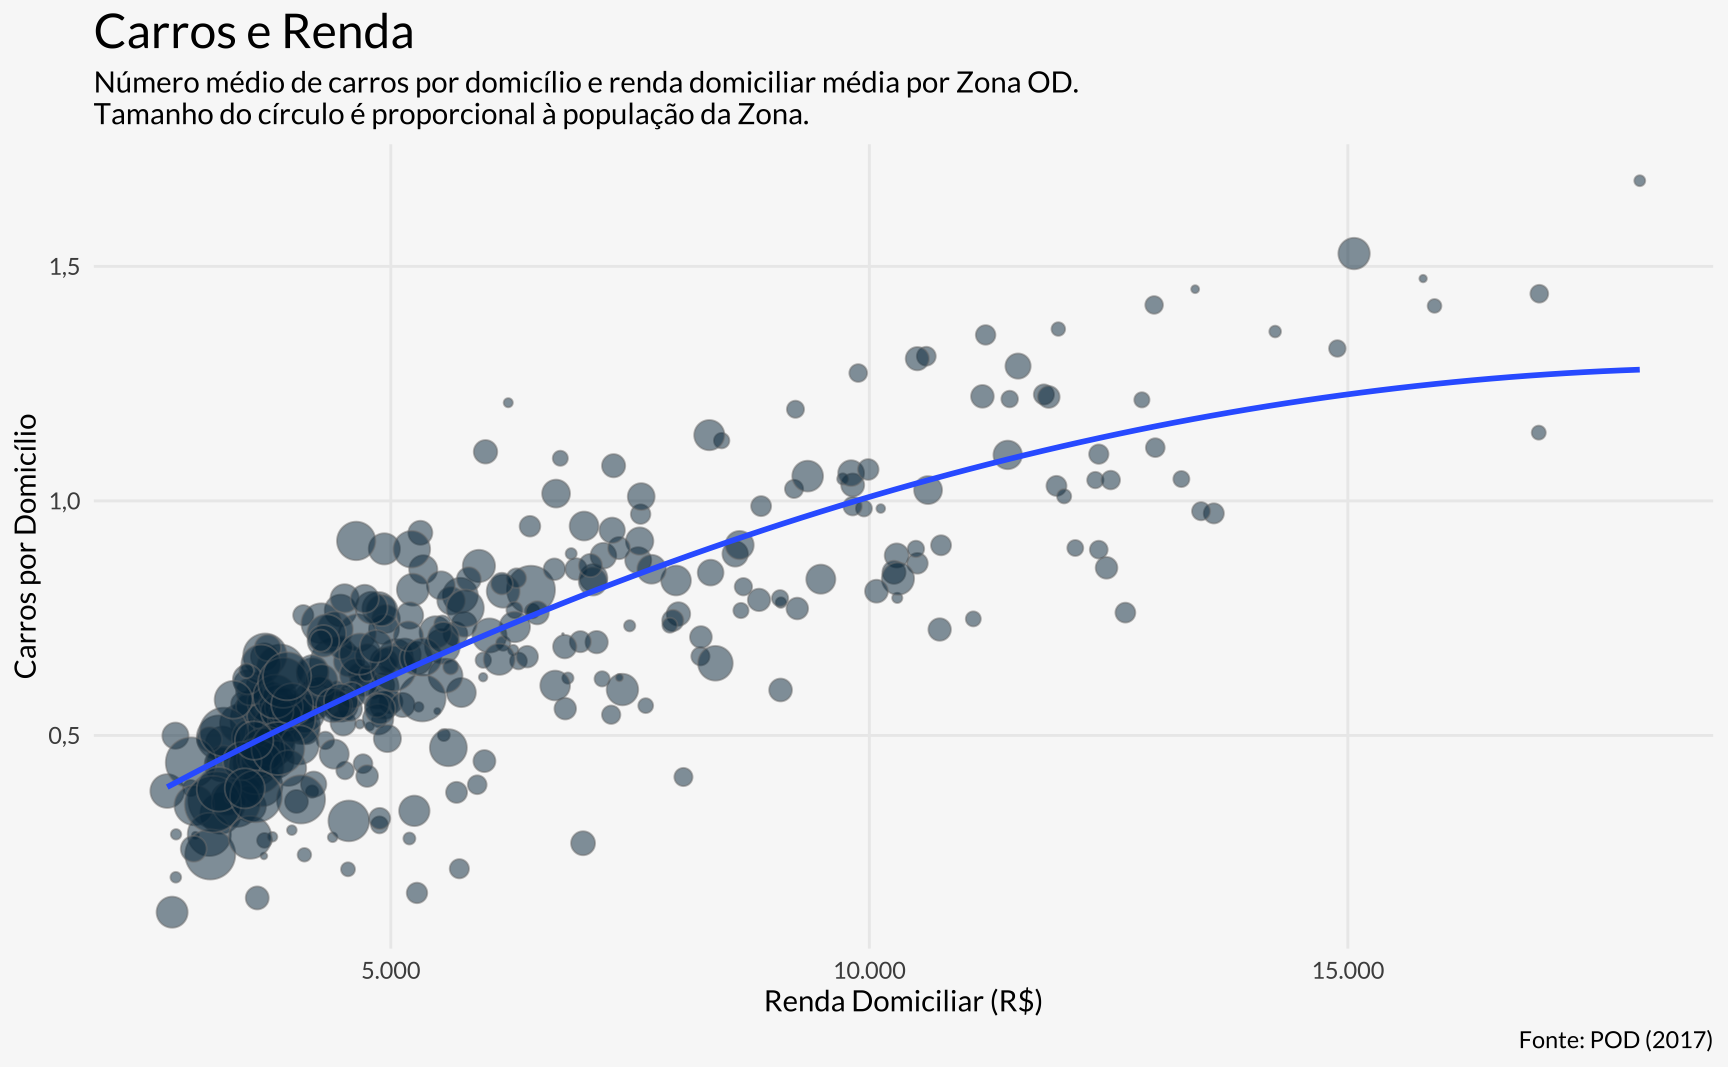 Carros e Renda
Número médio de carros por domicílio e renda domiciliar média por Zona OD.
Tamanho do círculo é proporcional à população da Zona.
Carros por Domicílio
1,5
1,0
0,5
5.000
10.000
15.000
Renda Domiciliar (R$)
Fonte: POD (2017)